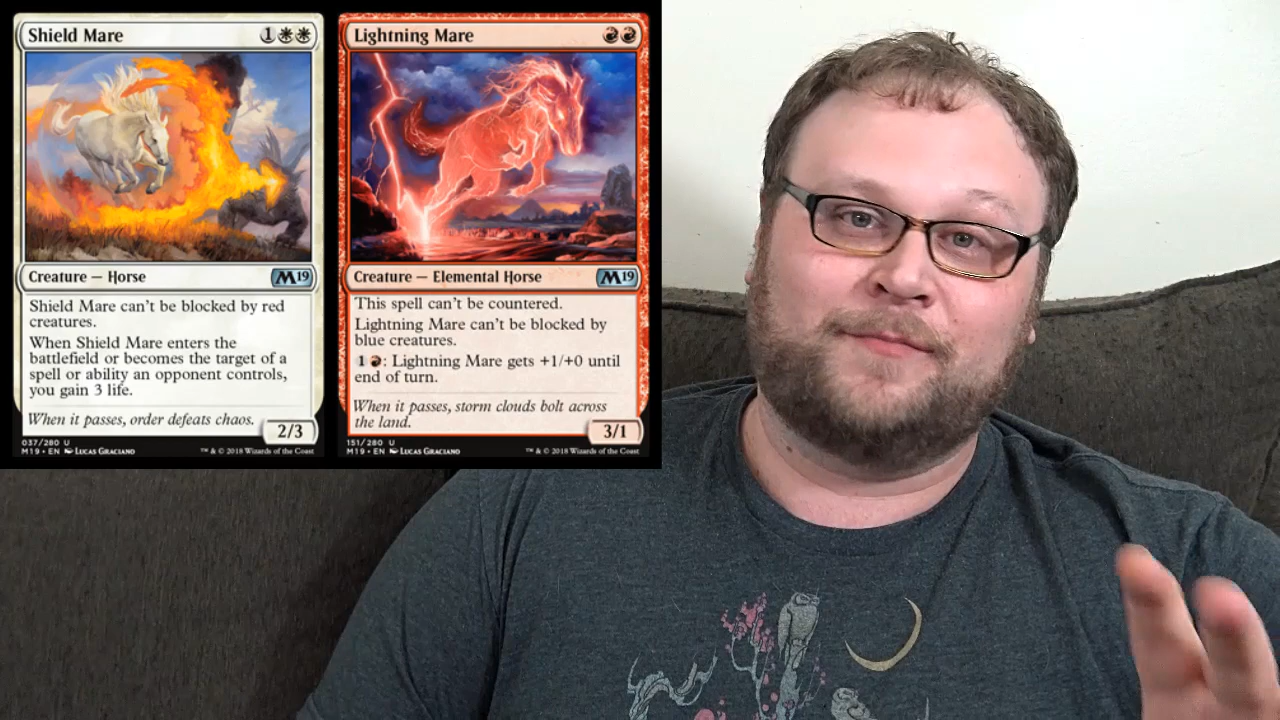 Shield Mare 1
Creature — Horse M19
Shield Mare can't be blocked by red
creatures.
When Shield Mare enters the
battlefield or becomes the target of a
spell or ability an opponent controls,
you gain 3 life.
When it passes, order defeats chaos.
2/3
037/280 U
M19 • EN Lucas Graciano ™ & © 2018 Wizards of the Coast
Lightning Mare
Creature — Elemental Horse M19
This spell can't be countered.
Lightning Mare can't be blocked by
blue creatures.
1 : Lightning Mare gets +1/+0 until
end of turn.
When it passes, storm clouds bolt across
the land.
3/1
151/280 U
M19 • EN Lucas Graciano ™ & © 2018 Wizards of the Coast